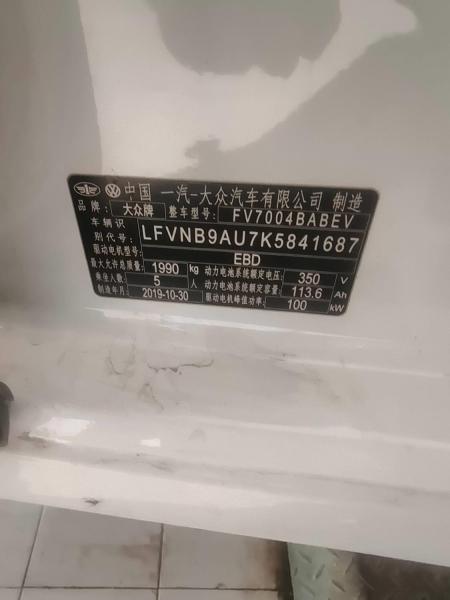 中国 一汽-大众汽车有限公司 制造
品牌: 大众牌 整车型号: FV7004BABEV
车辆识别代号: LFVNB9AU7K5841687
驱动电机型号: EBD
最大允许总质量: 1990 kg 动力电池系统额定电压: 350 V
乘坐人数: 5 人 动力电池系统额定容量: 113.6 Ah
制造年月: 2019-10-30 驱动电机峰值功率: 100 kW